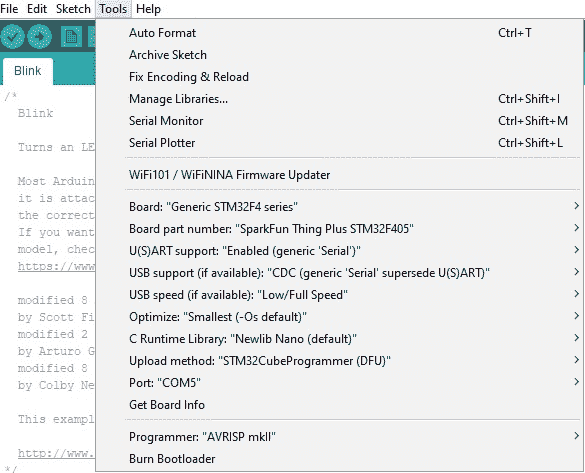 File Edit Sketch Tools Help
Blink
/*
Blink
Turns an LE
Most Arduin
it is attac
the correct
If you want
model, chec
https://www
modified 8
by Scott Fi
modified 2
by Arturo G
modified 8
by Colby Ne
This exampl
http://www.
*/
Auto Format Ctrl+T
Archive Sketch
Fix Encoding & Reload
Manage Libraries... Ctrl+Shift+I
Serial Monitor Ctrl+Shift+M
Serial Plotter Ctrl+Shift+L
WiFi101 / WiFiNINA Firmware Updater
Board: "Generic STM32F4 series"
Board part number: "SparkFun Thing Plus STM32F405"
U(S)ART support: "Enabled (generic 'Serial')"
USB support (if available): "CDC (generic 'Serial' supersede U(S)ART)"
USB speed (if available): "Low/Full Speed"
Optimize: "Smallest (-Os default)"
C Runtime Library: "Newlib Nano (default)"
Upload method: "STM32CubeProgrammer (DFU)"
Port: "COM5"
Get Board Info
Programmer: "AVRISP mkII"
Burn Bootloader